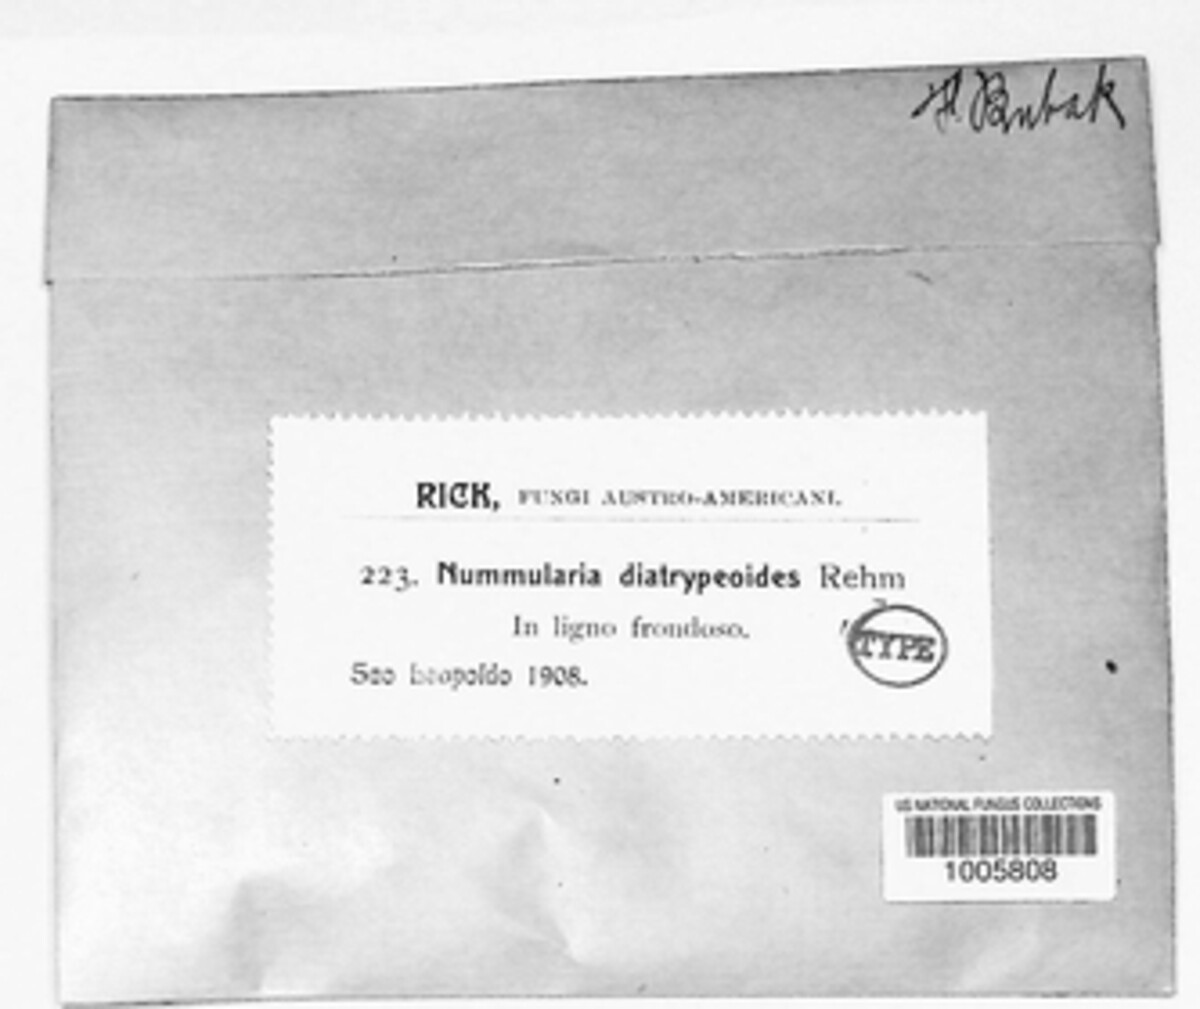 Bubak
RICK, FUNGI AUSTRO-AMERICANI.
223. Nummularia diatrypeoides Rehm
In ligno frondoso.
TYPE
Sao Leopoldo 1908.
US NATIONAL FUNGUS COLLECTIONS
1005808